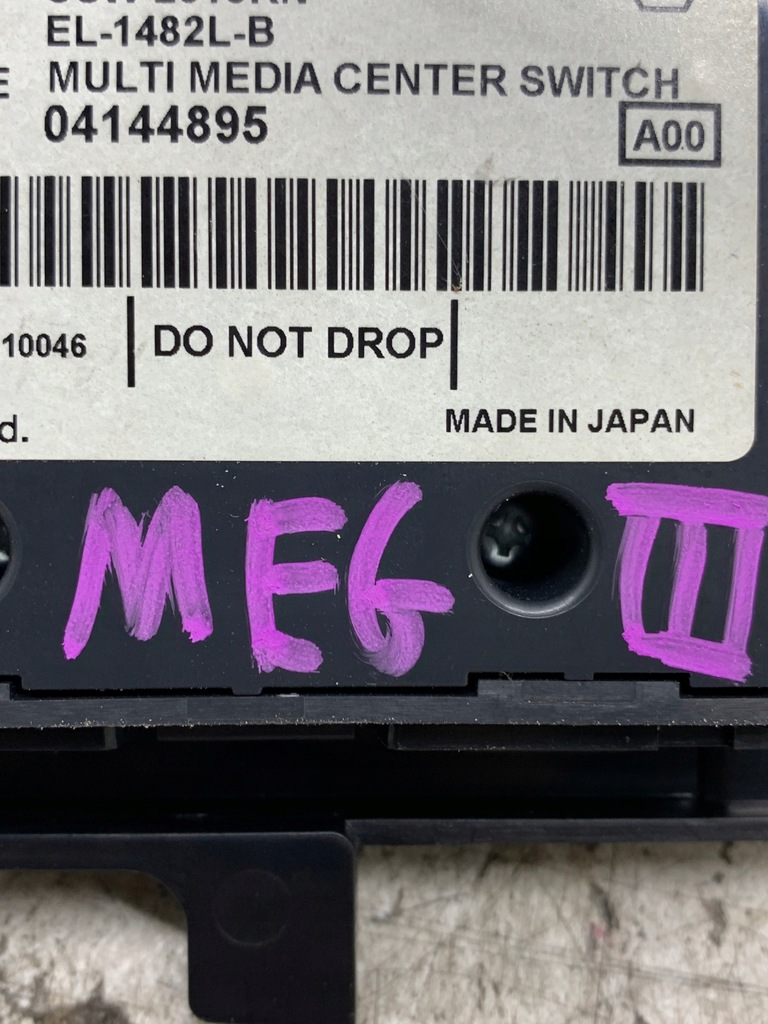 EL-1482L-B
E MULTI MEDIA CENTER SWITCH
04144895
A00
10046 DO NOT DROP
d. MADE IN JAPAN
MEG III